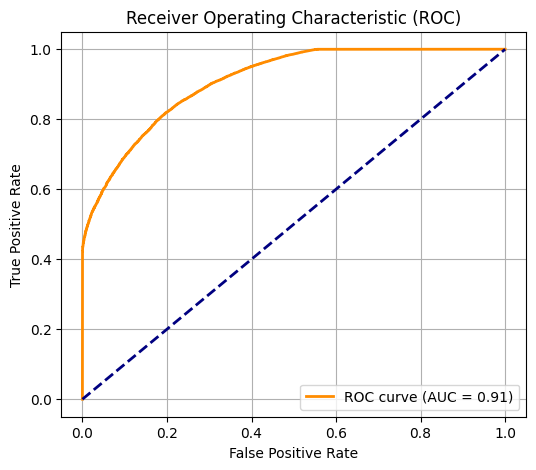 Receiver Operating Characteristic (ROC)
True Positive Rate
1.0
0.8
0.6
0.4
0.2
0.0
ROC curve (AUC = 0.91)
0.0 0.2 0.4 0.6 0.8 1.0
False Positive Rate